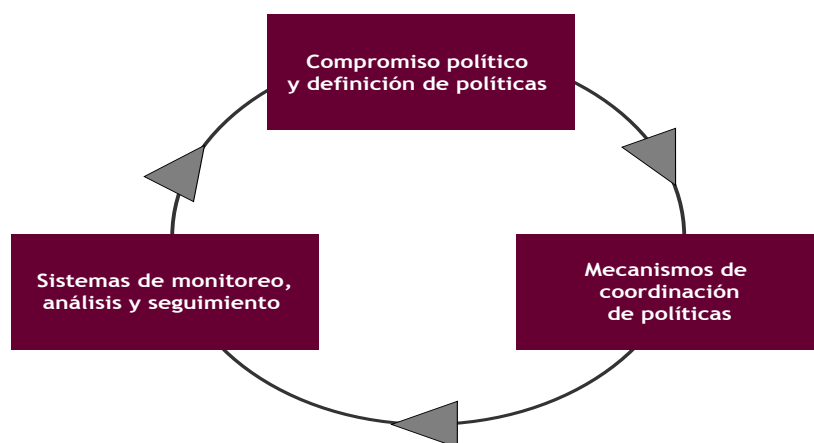 Compromiso político
y definición de políticas
Sistemas de monitoreo,
análisis y seguimiento
Mecanismos de
coordinación
de políticas